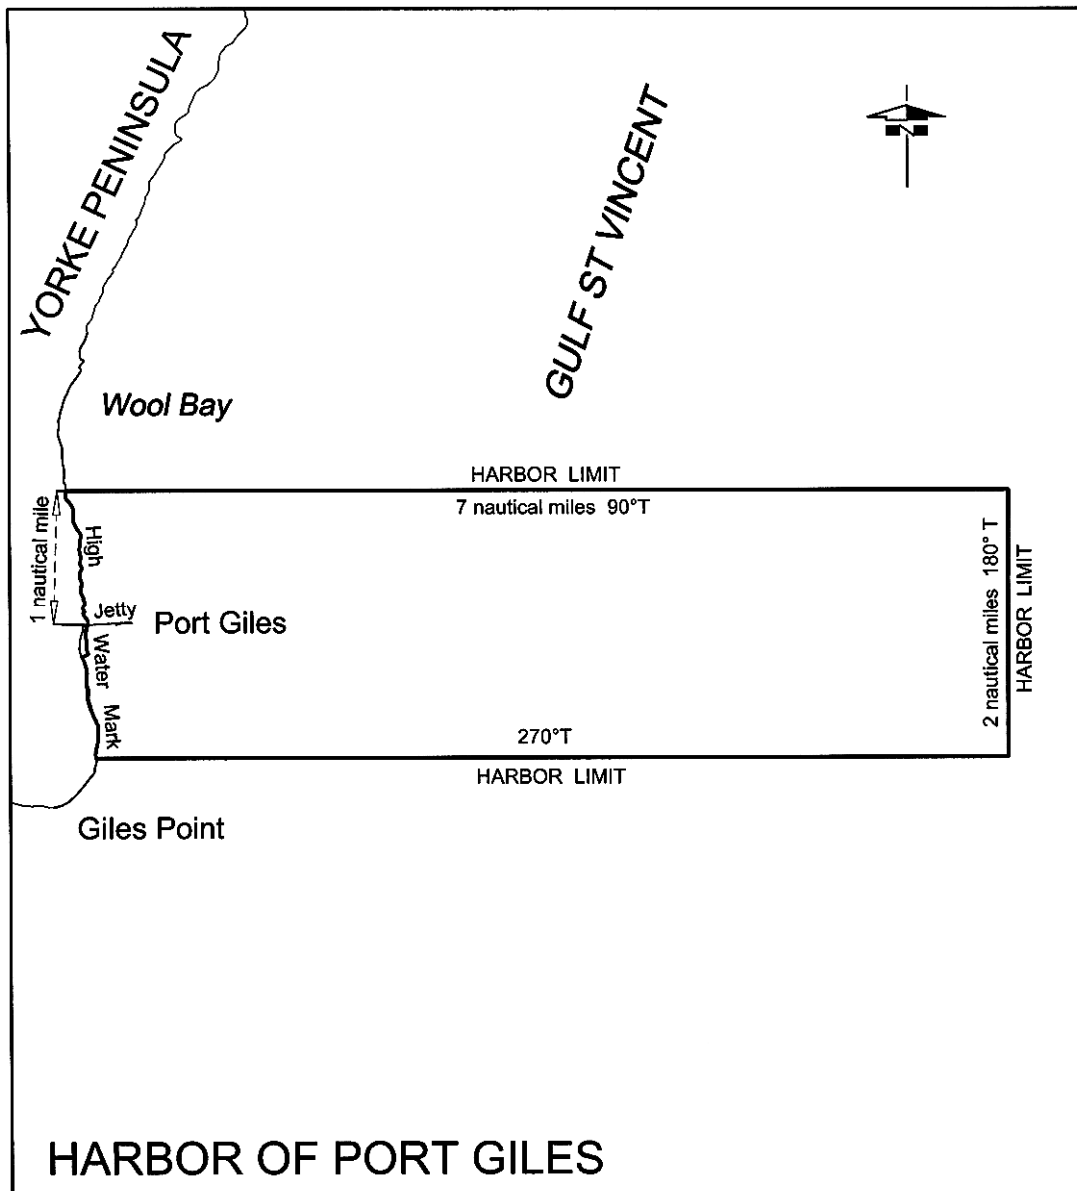 YORKE PENINSULA
GULF ST VINCENT
N
Wool Bay
HARBOR LIMIT
7 nautical miles 90°T
1 nautical mile
High
Jetty
Port Giles
Water
Mark
2 nautical miles 180° T
HARBOR LIMIT
270°T
HARBOR LIMIT
Giles Point
HARBOR OF PORT GILES